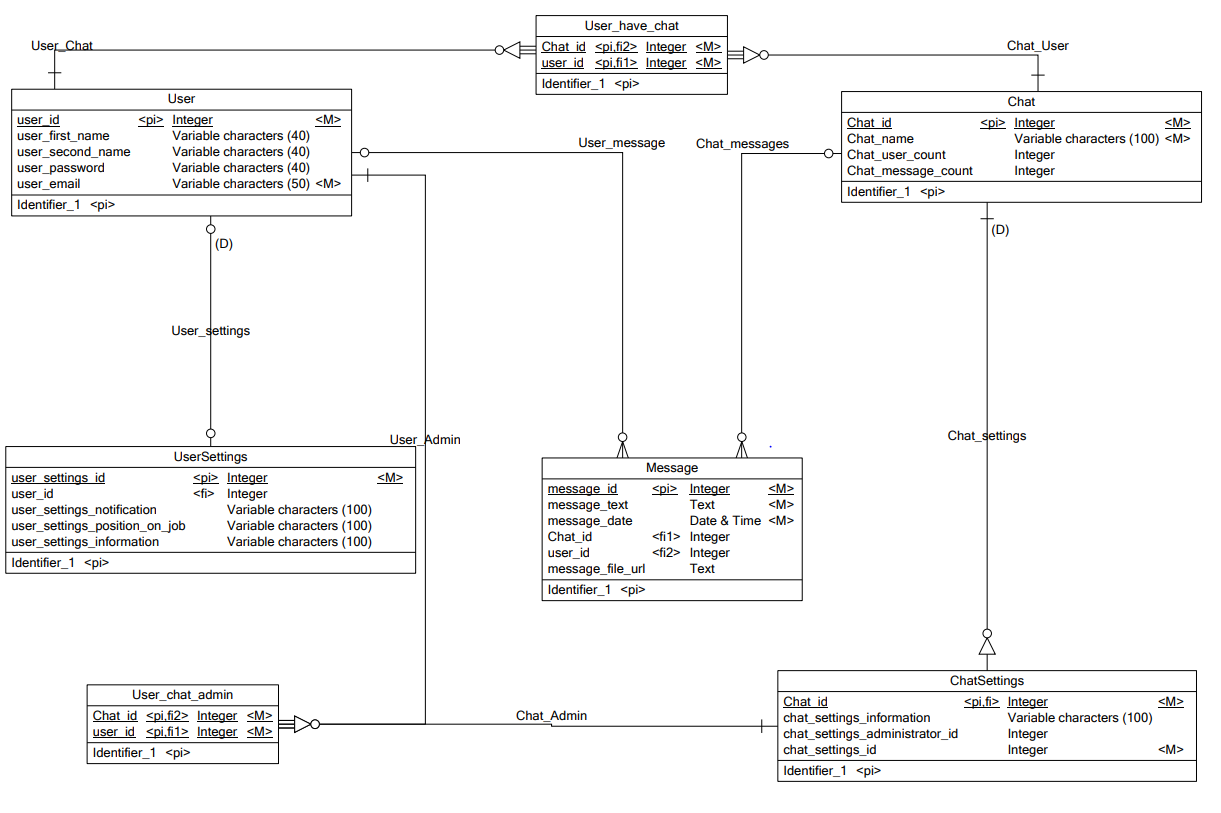 User_have_chat
Chat_id <pi,fi2> Integer <M>
user_id <pi,fi1> Integer <M>
Identifier_1 <pi>
User_Chat
Chat_User
User
user_id <pi> Integer <M>
user_first_name Variable characters (40)
user_second_name Variable characters (40)
user_password Variable characters (40)
user_email Variable characters (50) <M>
Identifier_1 <pi>
Chat
Chat_id <pi> Integer <M>
Chat_name Variable characters (100) <M>
Chat_user_count Integer
Chat_message_count Integer
Identifier_1 <pi>
User_message
Chat_messages
(D)
(D)
User_settings
User_Admin
Chat_settings
UserSettings
user_settings_id <pi> Integer <M>
user_id <fi> Integer
user_settings_notification Variable characters (100)
user_settings_position_on_job Variable characters (100)
user_settings_information Variable characters (100)
Identifier_1 <pi>
Message
message_id <pi> Integer <M>
message_text Text <M>
message_date Date & Time <M>
Chat_id <fi1> Integer
user_id <fi2> Integer
message_file_url Text
Identifier_1 <pi>
User_chat_admin
Chat_id <pi,fi2> Integer <M>
user_id <pi,fi1> Integer <M>
Identifier_1 <pi>
Chat_Admin
ChatSettings
Chat_id <pi,fi> Integer <M>
chat_settings_information Variable characters (100)
chat_settings_administrator_id Integer
chat_settings_id Integer <M>
Identifier_1 <pi>